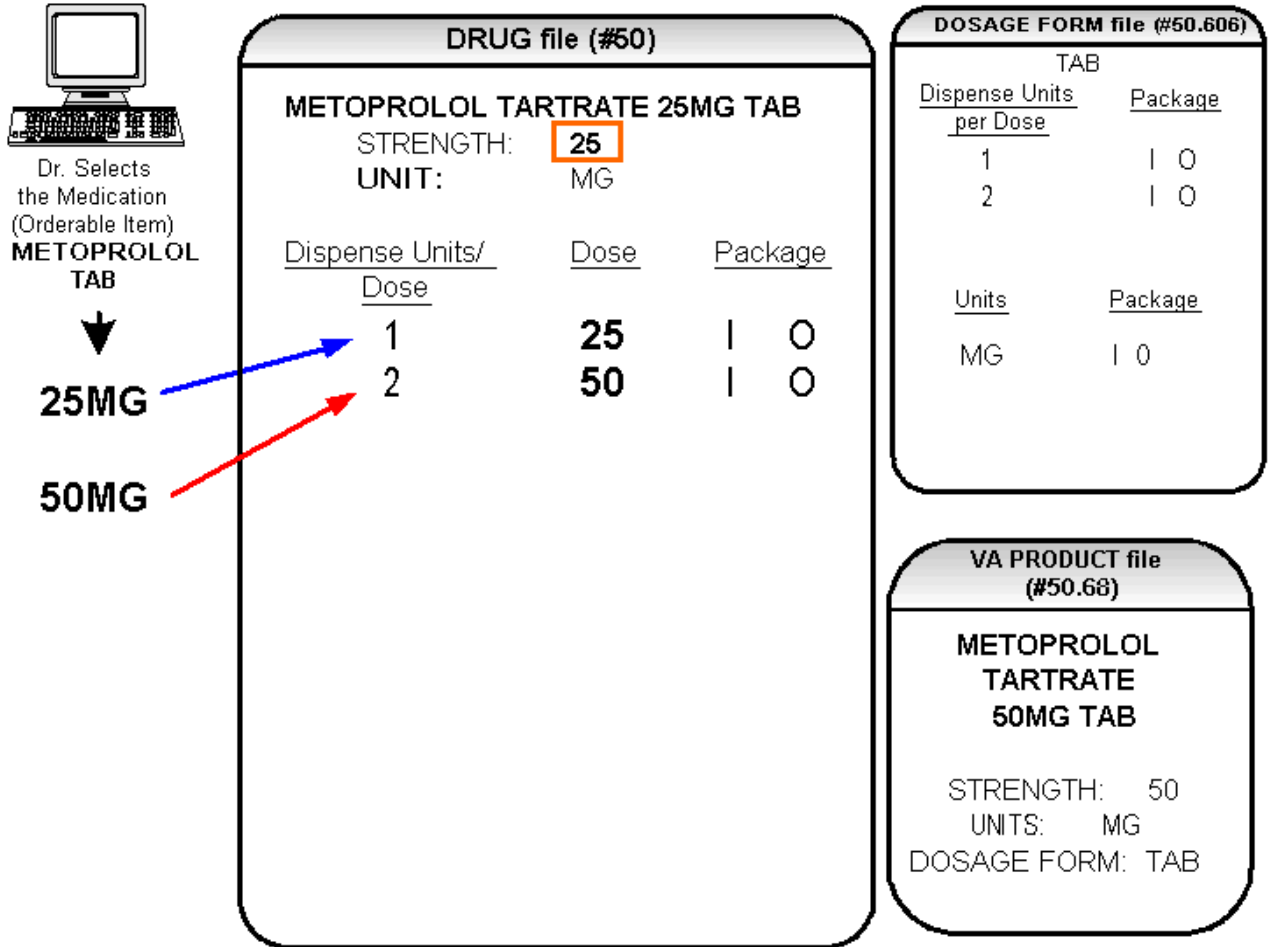 Dr. Selects
the Medication
(Orderable Item)
METOPROLOL
TAB
25MG
50MG
DRUG file (#50)
METOPROLOL TARTRATE 25MG TAB
STRENGTH: 25
UNIT: MG
Dispense Units/ Dose Package
Dose
1 25 I O
2 50 I O
DOSAGE FORM file (#50.606)
TAB
Dispense Units Package
per Dose
1 I O
2 I O
Units Package
MG I 0
VA PRODUCT file
(#50.68)
METOPROLOL
TARTRATE
50MG TAB
STRENGTH: 50
UNITS: MG
DOSAGE FORM: TAB